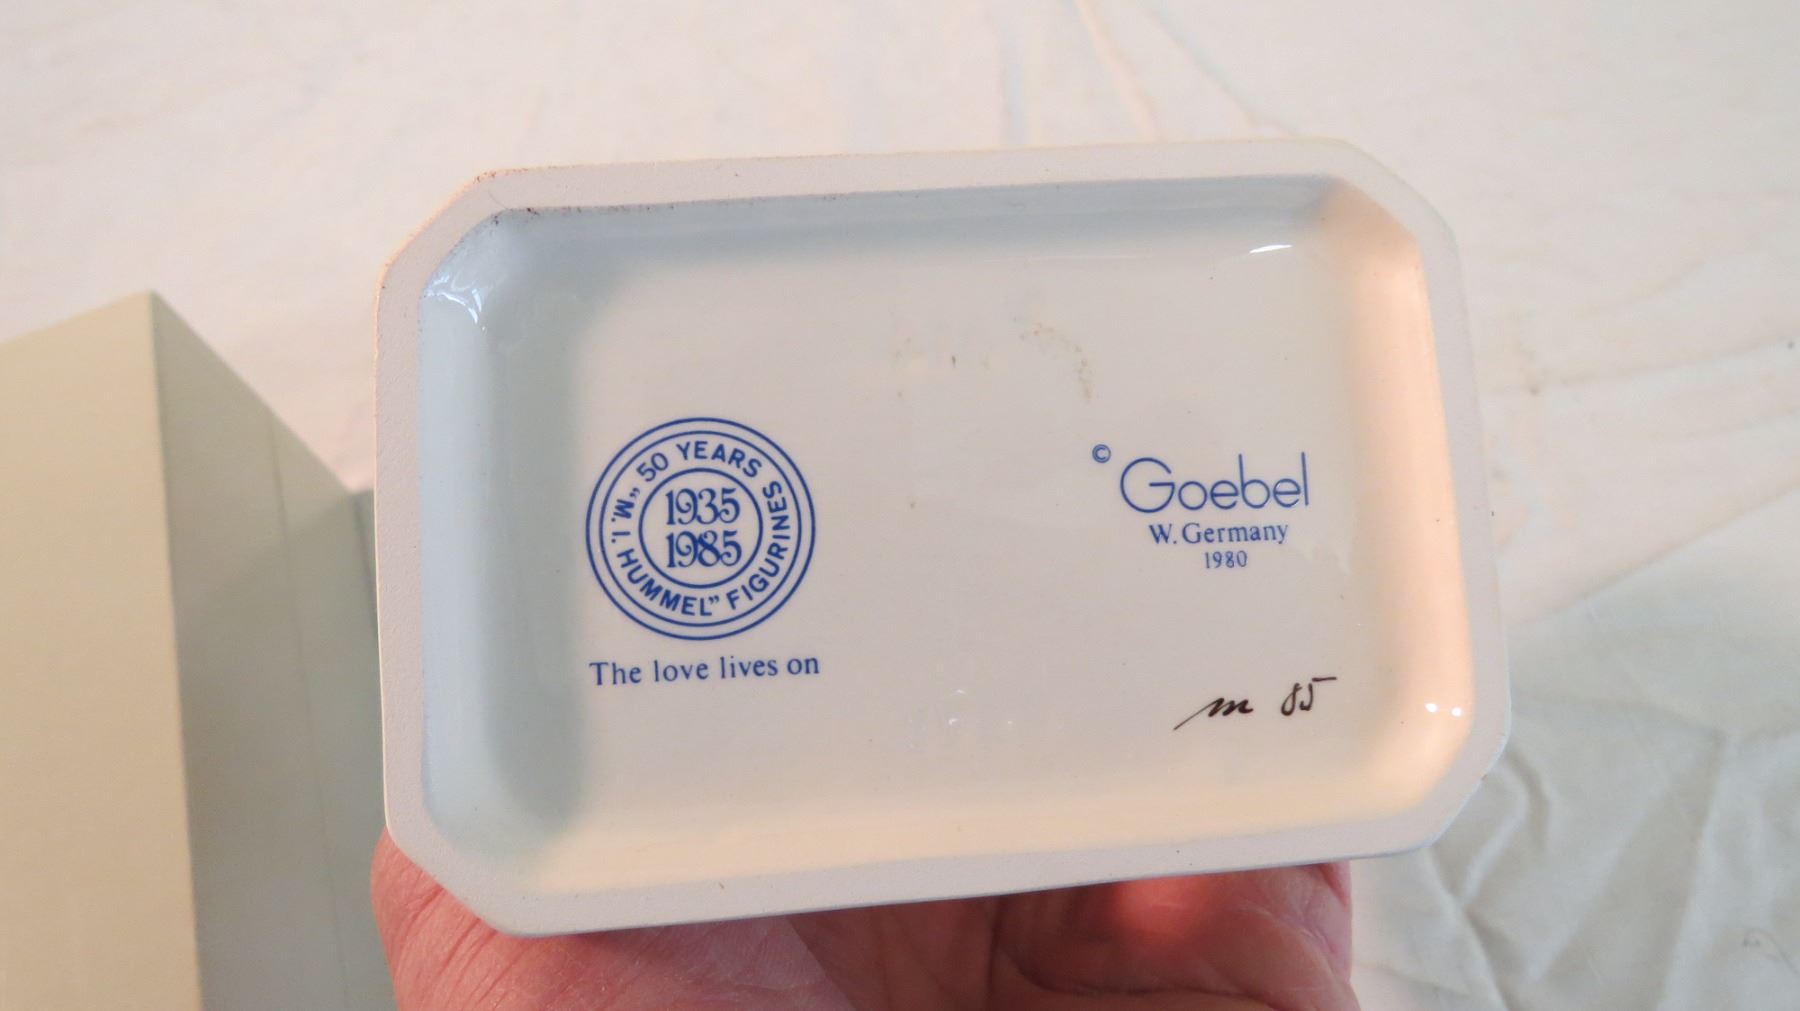 50 YEARS
„M. I. HUMMEL” FIGURINES
1935
1985
The love lives on
© Goebel
W. Germany
1980
m 85